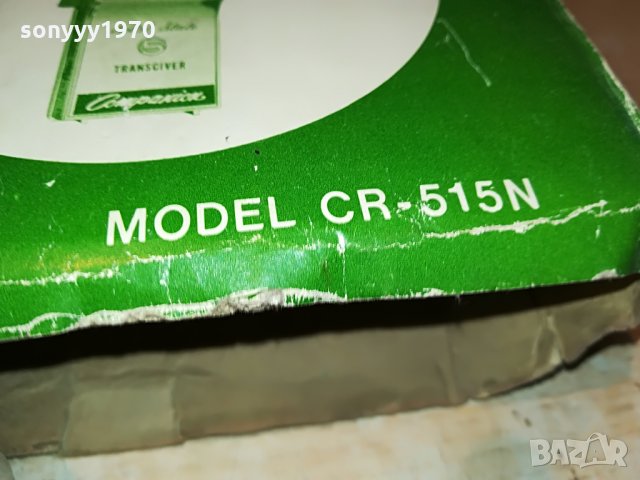 sonyyy1970
TRANSCIVER
Companion
MODEL CR-515N
BAZAR